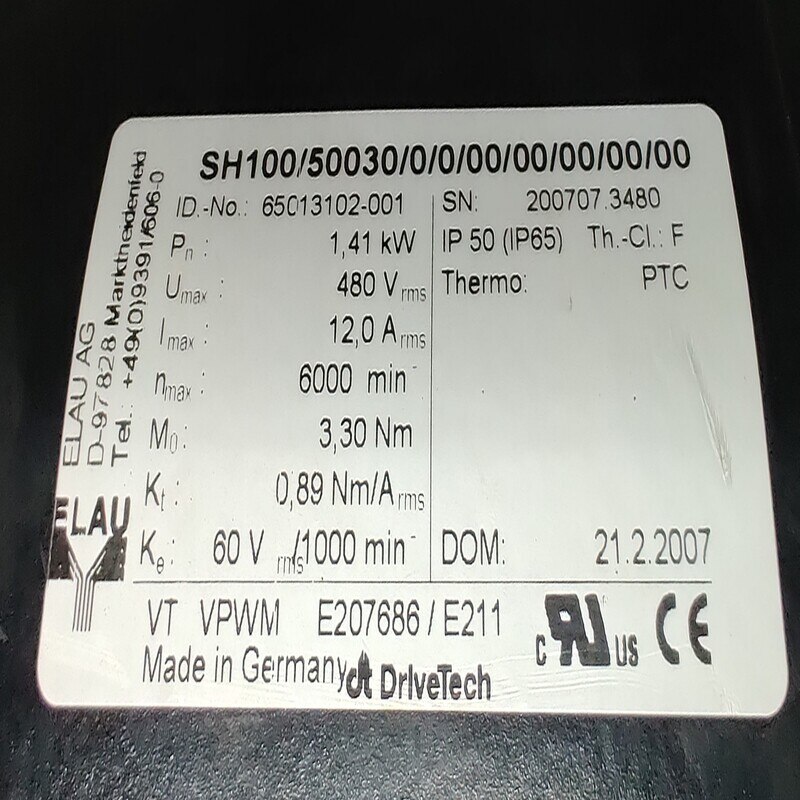 SH100/50030/0/0/00/00/00/00/00
ID.-No.: 65013102-001
SN: 200707.3480
Pn : 1,41 kW
IP 50 (IP65) Th.-Cl.: F
Umax : 480 Vrms
Thermo: PTC
Imax : 12,0 Arms
nmax : 6000 min-
M0 : 3,30 Nm
Kt : 0,89 Nm/Arms
Ke : 60 V rms/1000 min-
DOM: 21.2.2007
VT VPWM E207686 / E211
Made in Germany
dt DriveTech
c RU US CE
ELAU AG
D-97828 Marktheidenfeld
Tel.: +49(0)9391/606-0
ELAU